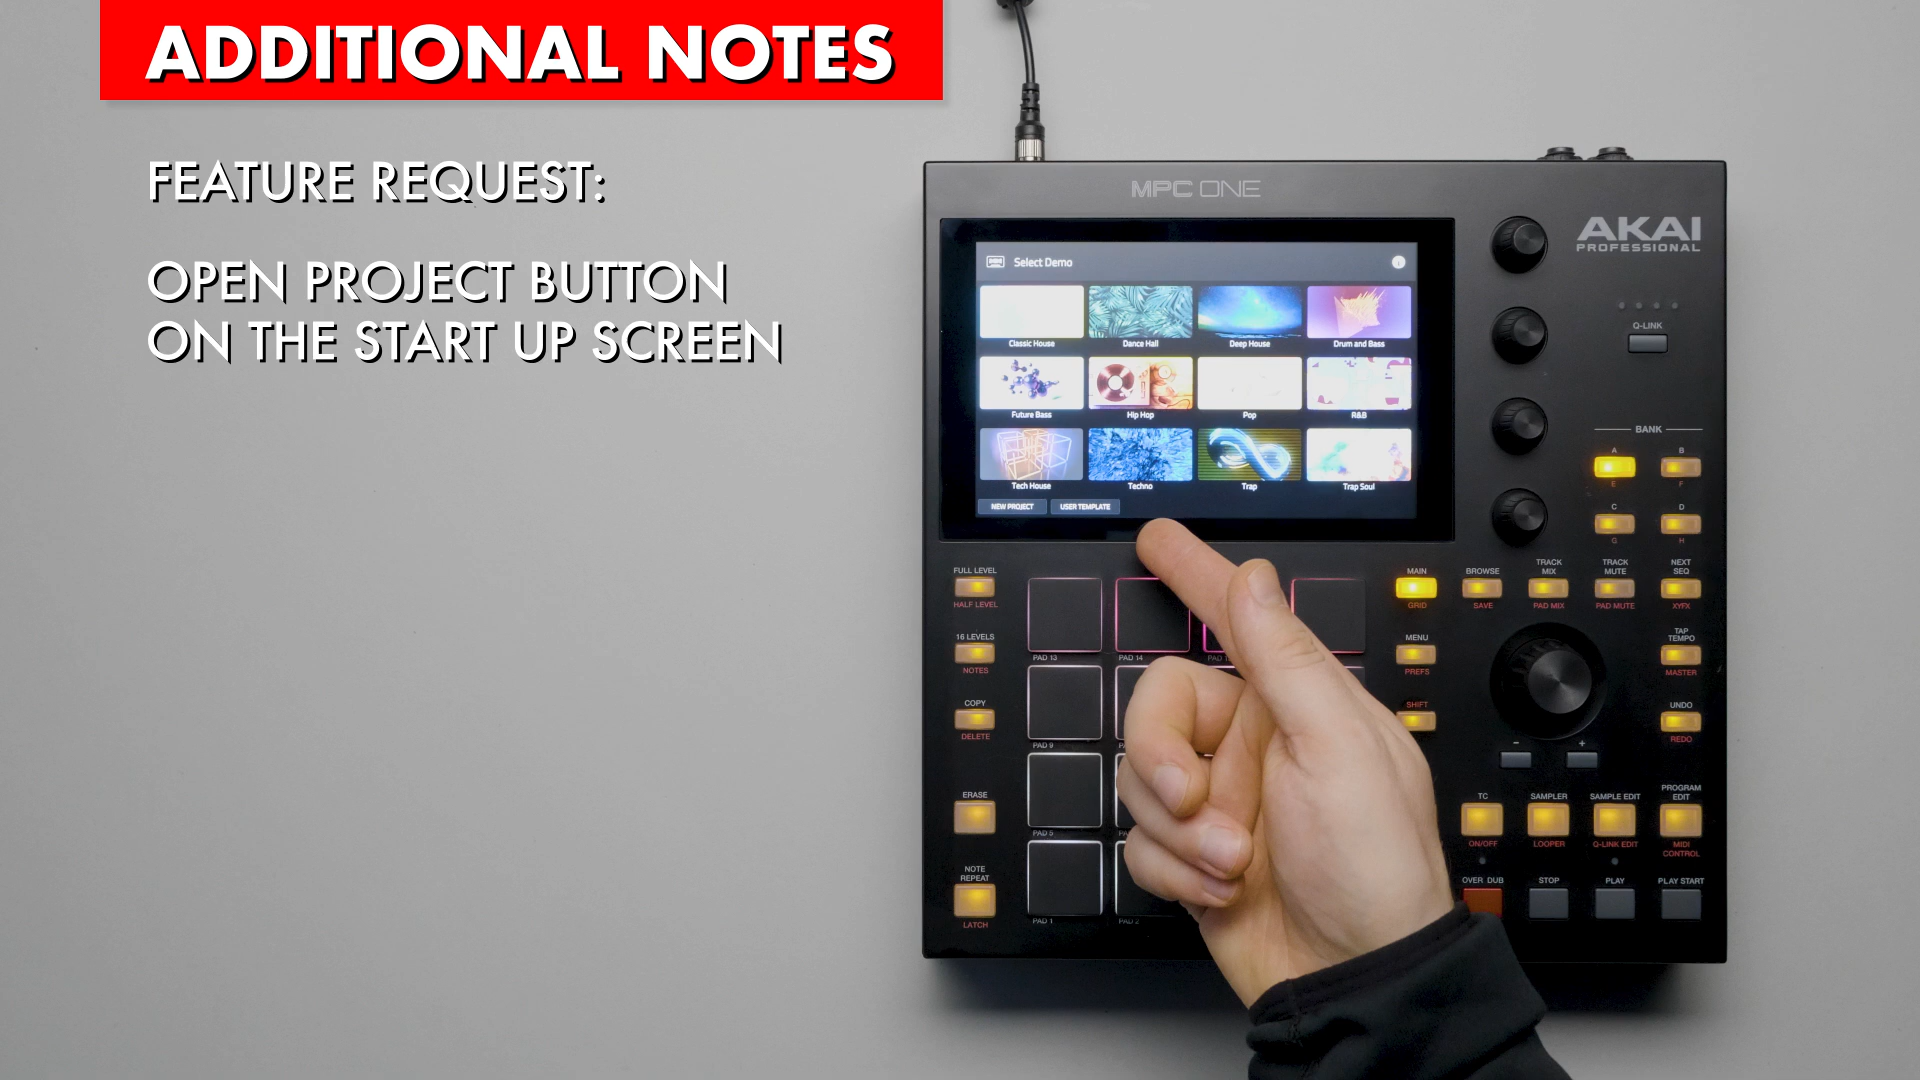 ADDITIONAL NOTES
FEATURE REQUEST:
OPEN PROJECT BUTTON
ON THE START UP SCREEN
MPC ONE
AKAI
PROFESSIONAL
Select Demo
Classic House
Dance Hall
Deep House
Drum and Bass
Future Bass
Hip Hop
Pop
R&B
Tech House
Techno
Trap
Trap Soul
NEW PROJECT
USER TEMPLATE
Q-LINK
BANK
A
B
E
F
C
D
G
H
FULL LEVEL
HALF LEVEL
16 LEVELS
NOTES
COPY
DELETE
ERASE
NOTE
REPEAT
LATCH
PAD 13
PAD 14
PAD 9
PAD 5
PAD 1
PAD 2
MAIN
GRID
BROWSE
SAVE
TRACK
MIX
PAD MIX
TRACK
MUTE
PAD MUTE
NEXT
SEQ
XYFX
MENU
PREFS
TAP
TEMPO
MASTER
SHIFT
UNDO
REDO
−
+
TC
ON/OFF
SAMPLER
LOOPER
SAMPLE EDIT
Q-LINK EDIT
PROGRAM
EDIT
MIDI
CONTROL
OVER DUB
STOP
PLAY
PLAY START